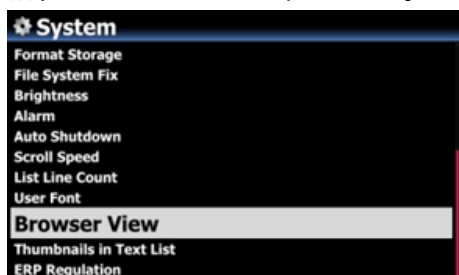 System
Format Storage
File System Fix
Brightness
Alarm
Auto Shutdown
Scroll Speed
List Line Count
User Font
Browser View
Thumbnails in Text List
ERP Regulation